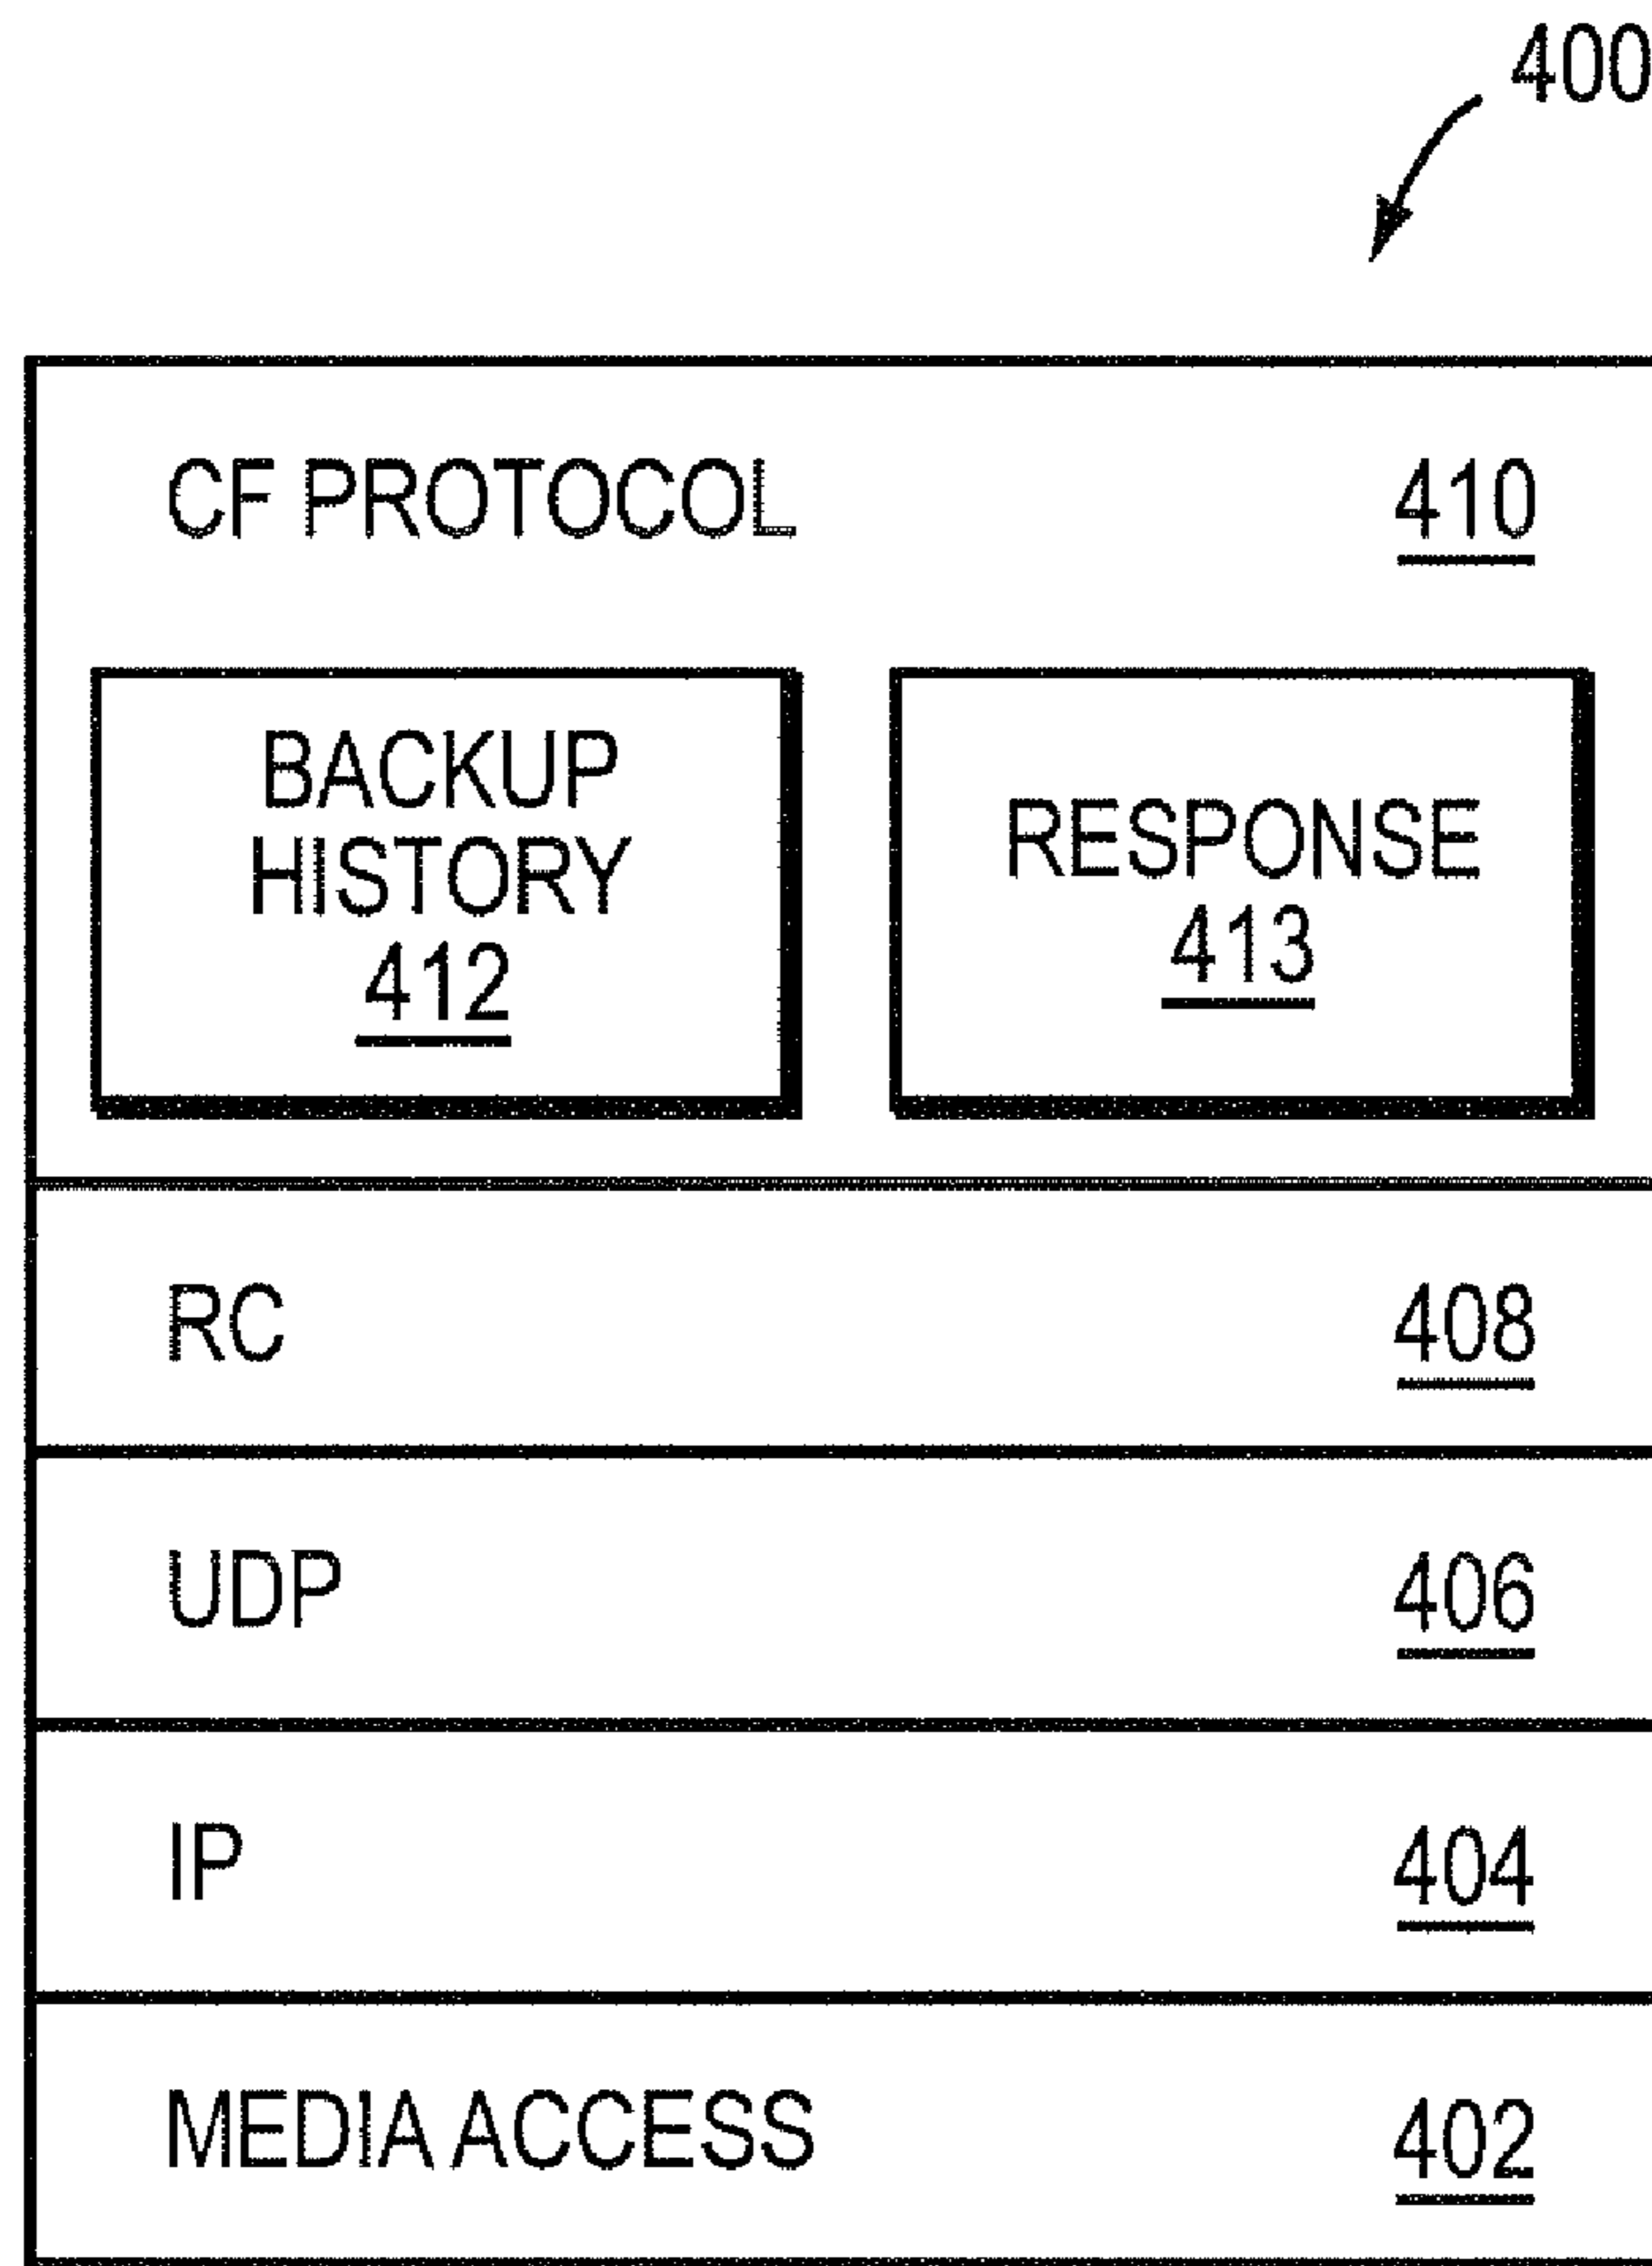 400
CF PROTOCOL 410
BACKUP
HISTORY
412
RESPONSE
413
RC 408
UDP 406
IP 404
MEDIA ACCESS 402